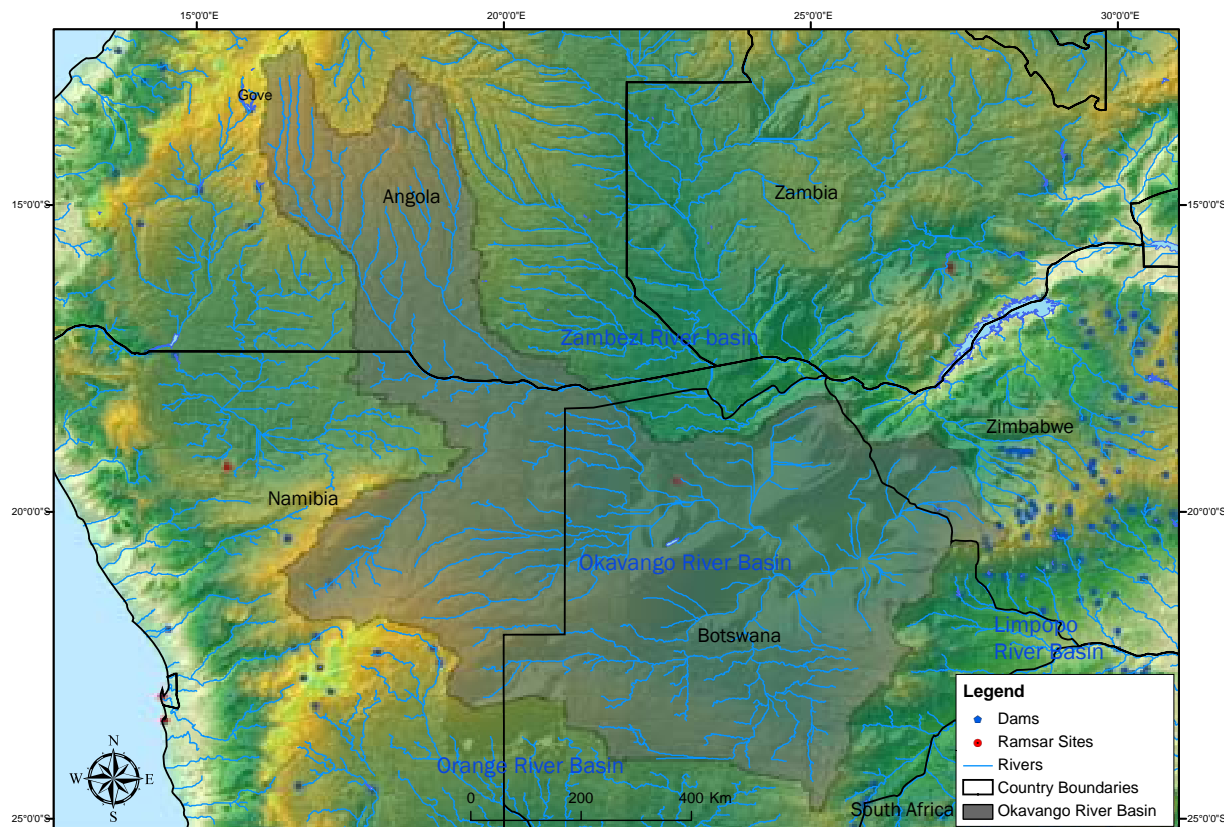 15°0'0"E
20°0'0"E
25°0'0"E
30°0'0"E
Gove
Angola
Zambia
15°0'0"S
15°0'0"S
Zambezi River basin
Zimbabwe
Namibia
20°0'0"S
20°0'0"S
Okavango River Basin
Botswana
Limpopo
River Basin
Orange River Basin
South Africa
N
W
E
S
0
200
400 Km
Legend
Dams
Ramsar Sites
Rivers
Country Boundaries
Okavango River Basin
25°0'0"S
25°0'0"S